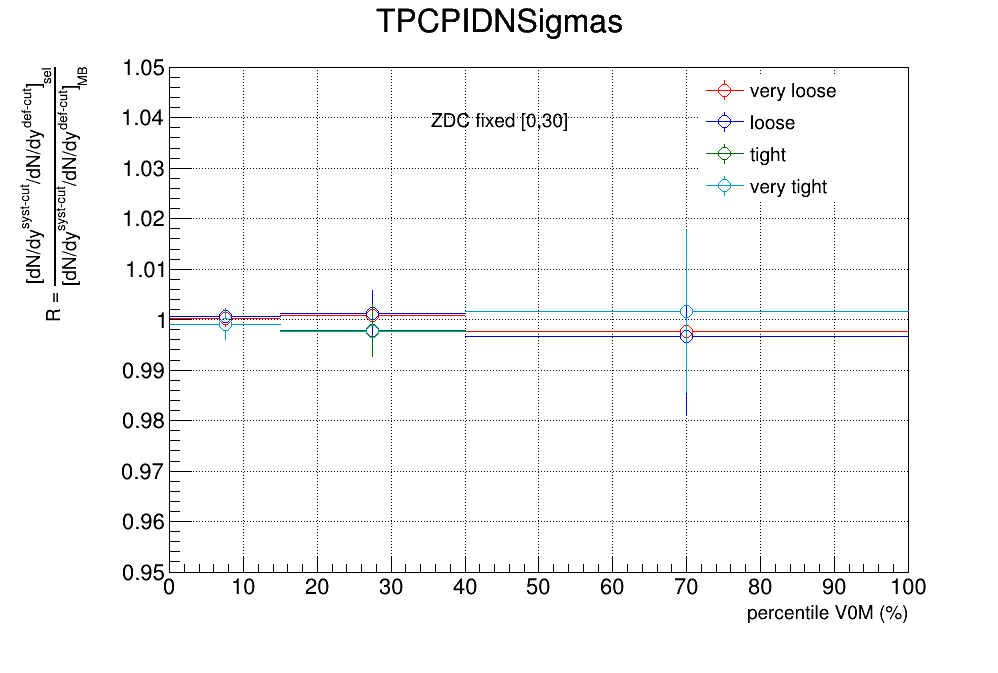 TPCPIDNSigmas
R = [dN/dy^syst-cut/dN/dy^def-cut]_sel
[dN/dy^syst-cut/dN/dy^def-cut]_MB
1.05
1.04
1.03
1.02
1.01
1
0.99
0.98
0.97
0.96
0.95
ZDC fixed [0,30]
very loose
loose
tight
very tight
0 10 20 30 40 50 60 70 80 90 100
percentile V0M (%)